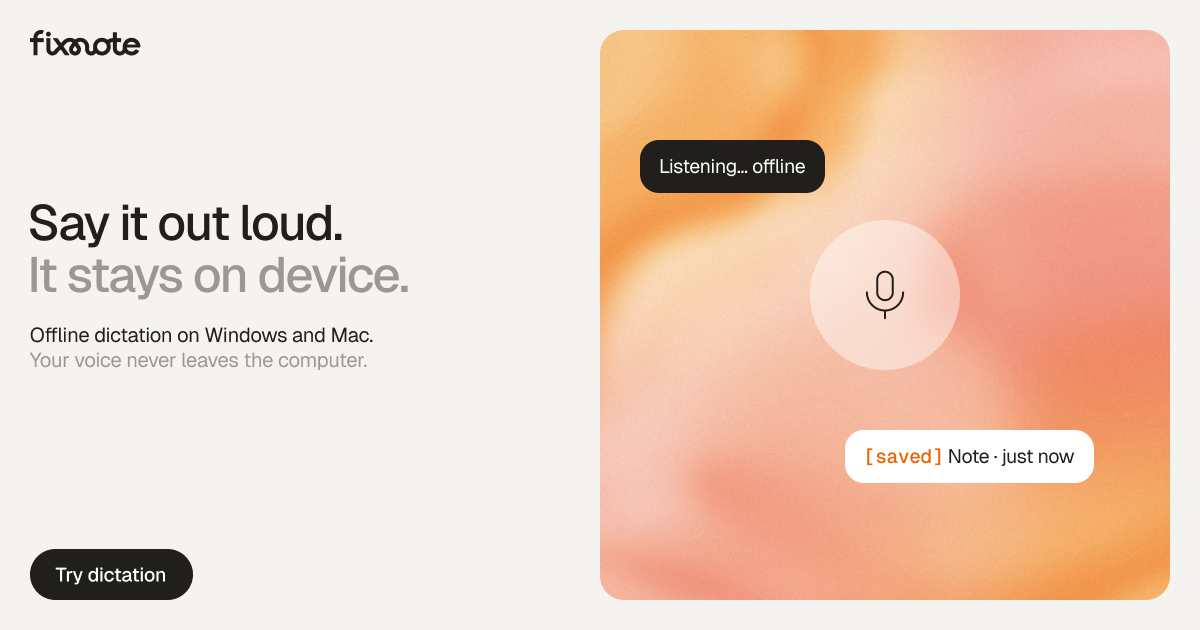 fixnote
Say it out loud.
It stays on device.
Offline dictation on Windows and Mac.
Your voice never leaves the computer.
Try dictation
Listening... offline
[saved] Note · just now